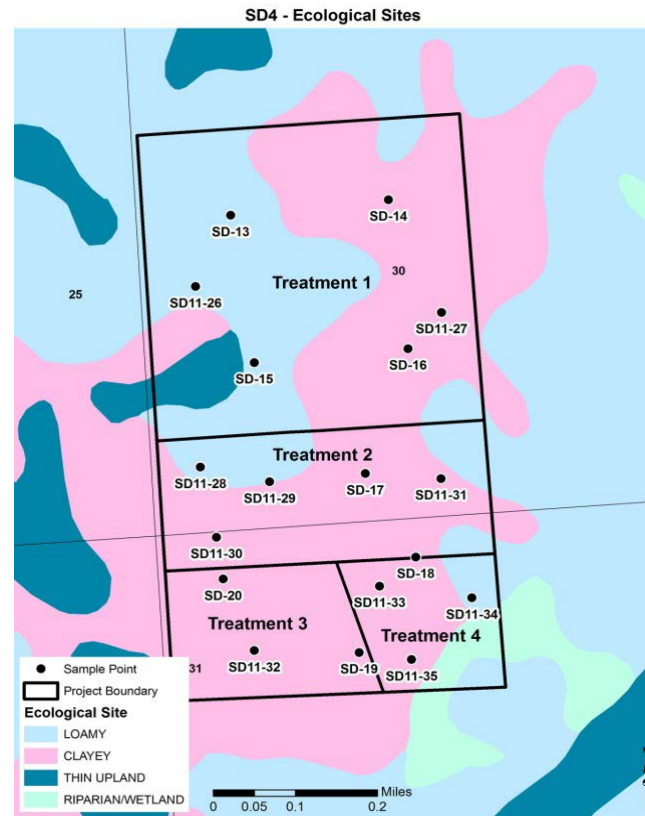 SD4 - Ecological Sites
SD-13
SD-14
SD11-26
Treatment 1
30
25
SD11-27
SD-15
SD-16
Treatment 2
SD11-28
SD11-29
SD-17
SD11-31
SD11-30
SD-18
SD-20
SD11-33
SD11-34
Treatment 3
Treatment 4
SD11-32
SD-19
SD11-35
31
Sample Point
Project Boundary
Ecological Site
LOAMY
CLAYEY
THIN UPLAND
RIPARIAN/WETLAND
Miles
0 0.05 0.1 0.2